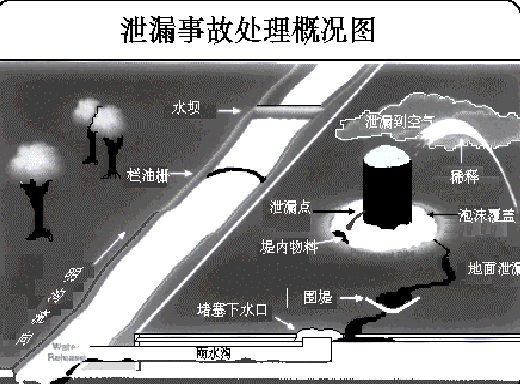 泄漏事故处理概况图
水坝
泄漏到空气
稀释
栏油栅
泄漏点
泡沫覆盖
堤内物料
地面泄漏
围堤
堵塞下水口
雨水沟
Water
Release